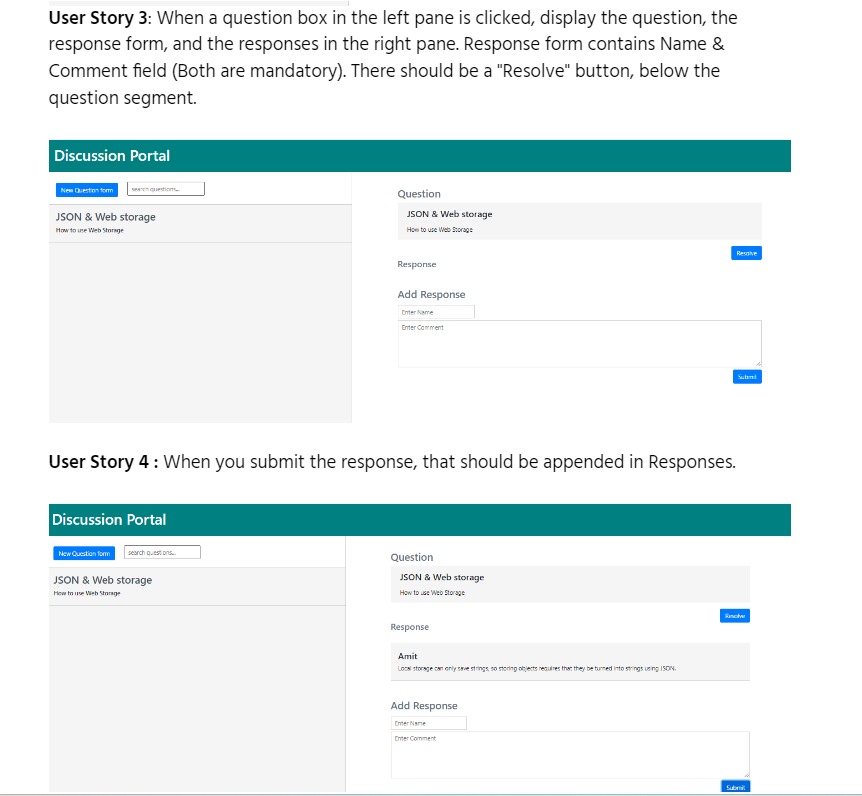 User Story 3: When a question box in the left pane is clicked, display the question, the
response form, and the responses in the right pane. Response form contains Name &
Comment field (Both are mandatory). There should be a "Resolve" button, below the
question segment.
Discussion Portal
New Question form
search questions...
JSON & Web storage
How to use Web Storage
Question
JSON & Web storage
How to use Web Storage
Resolve
Response
Add Response
Enter Name
Enter Comment
Submit
User Story 4 : When you submit the response, that should be appended in Responses.
Discussion Portal
New Question form
search questions...
JSON & Web storage
How to use Web Storage
Question
JSON & Web storage
How to use Web Storage
Resolve
Response
Amit
Local storage can only save strings, so storing objects requires that they be turned into strings using JSON.
Add Response
Enter Name
Enter Comment
Submit